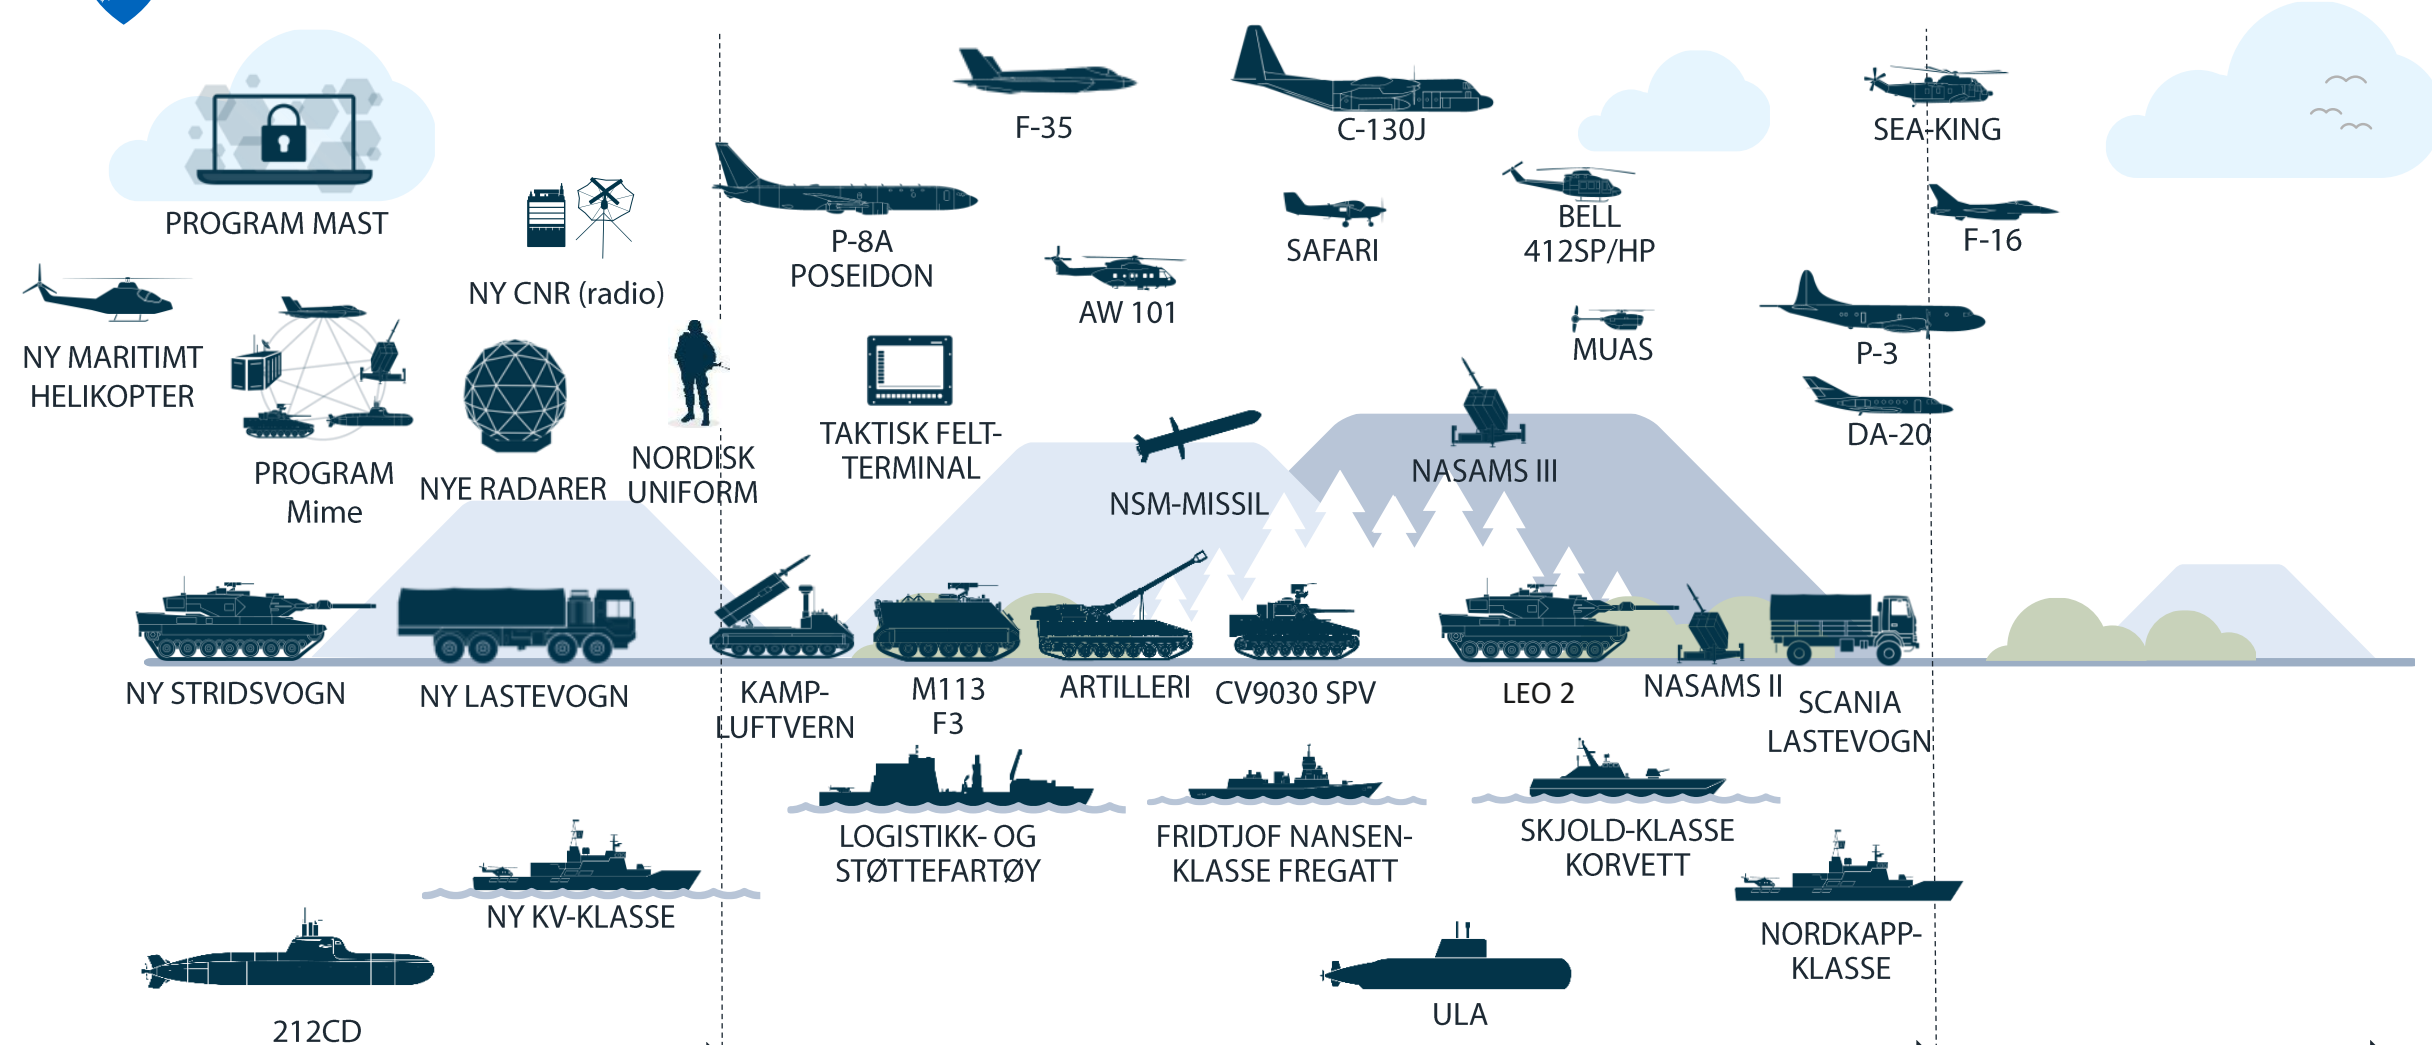 F-35
C-130J
SEA-KING
PROGRAM MAST
BELL
412SP/HP
SAFARI
P-8A
POSEIDON
F-16
NY CNR (radio)
AW 101
MUAS
P-3
NY MARITIMT
HELIKOPTER
DA-20
TAKTISK FELT-
TERMINAL
NORDISK
UNIFORM
NASAMS III
PROGRAM
Mime
NYE RADARER
NSM-MISSIL
NY STRIDSVOGN
NY LASTEVOGN
KAMP-
LUFTVERN
M113
F3
ARTILLERI
CV9030 SPV
LEO 2
NASAMS II
SCANIA
LASTEVOGN
LOGISTIKK- OG
STØTTEFARTØY
FRIDTJOF NANSEN-
KLASSE FREGATT
SKJOLD-KLASSE
KORVETT
NY KV-KLASSE
NORDKAPP-
KLASSE
212CD
ULA